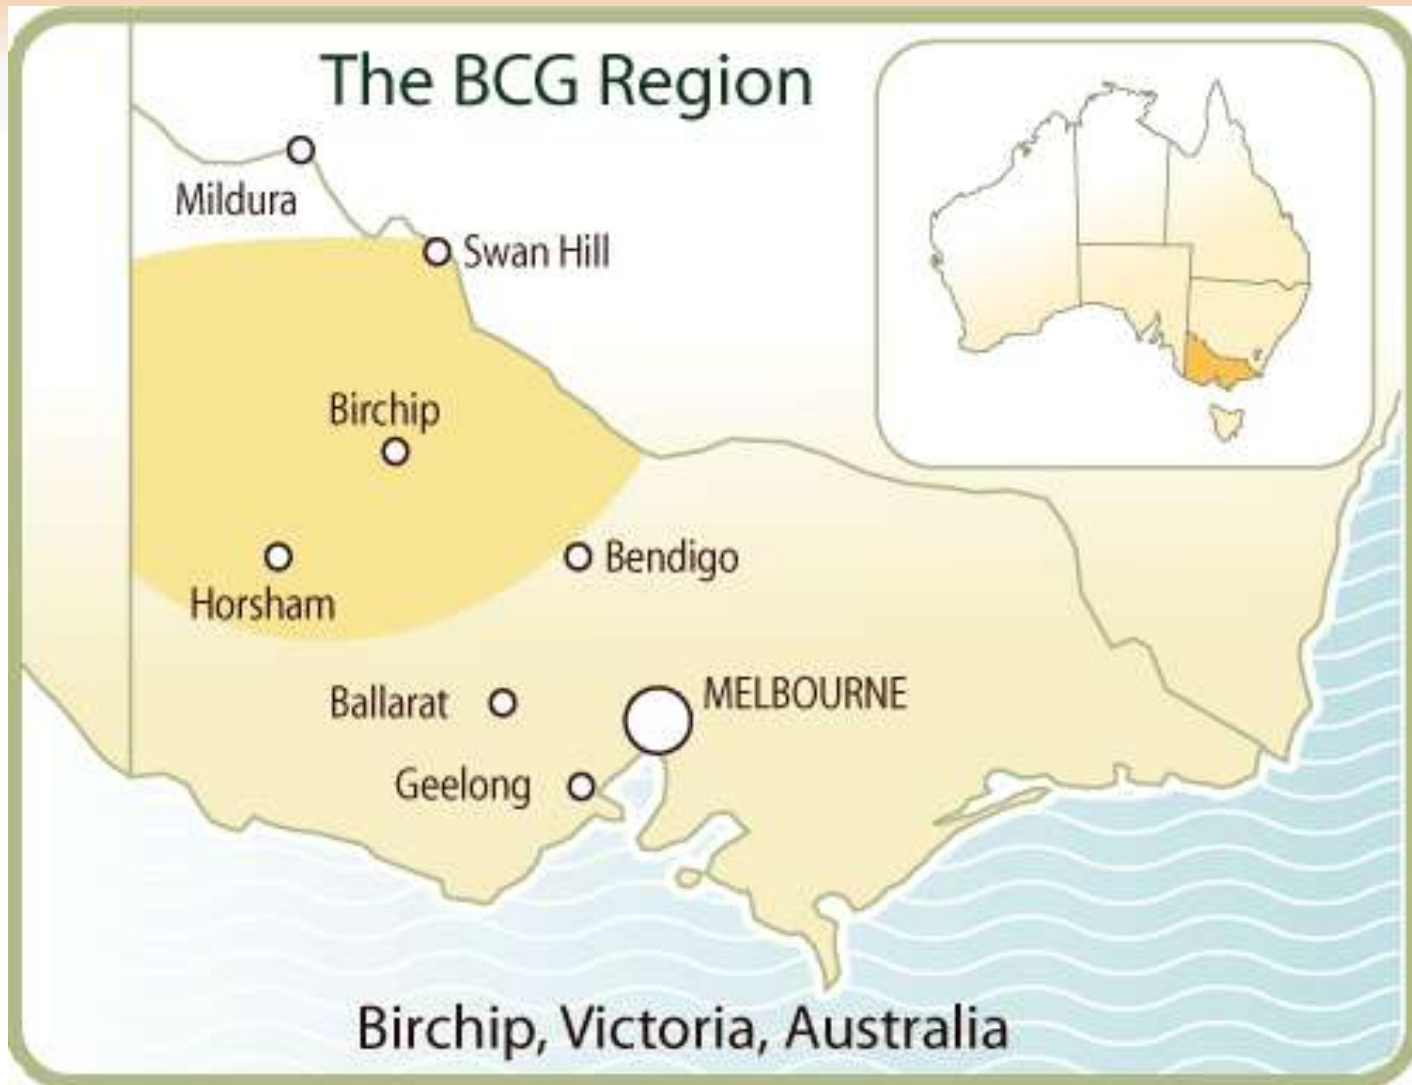 The BCG Region
Mildura
Swan Hill
Birchip
Horsham
Bendigo
Ballarat
MELBOURNE
Geelong
Birchip, Victoria, Australia